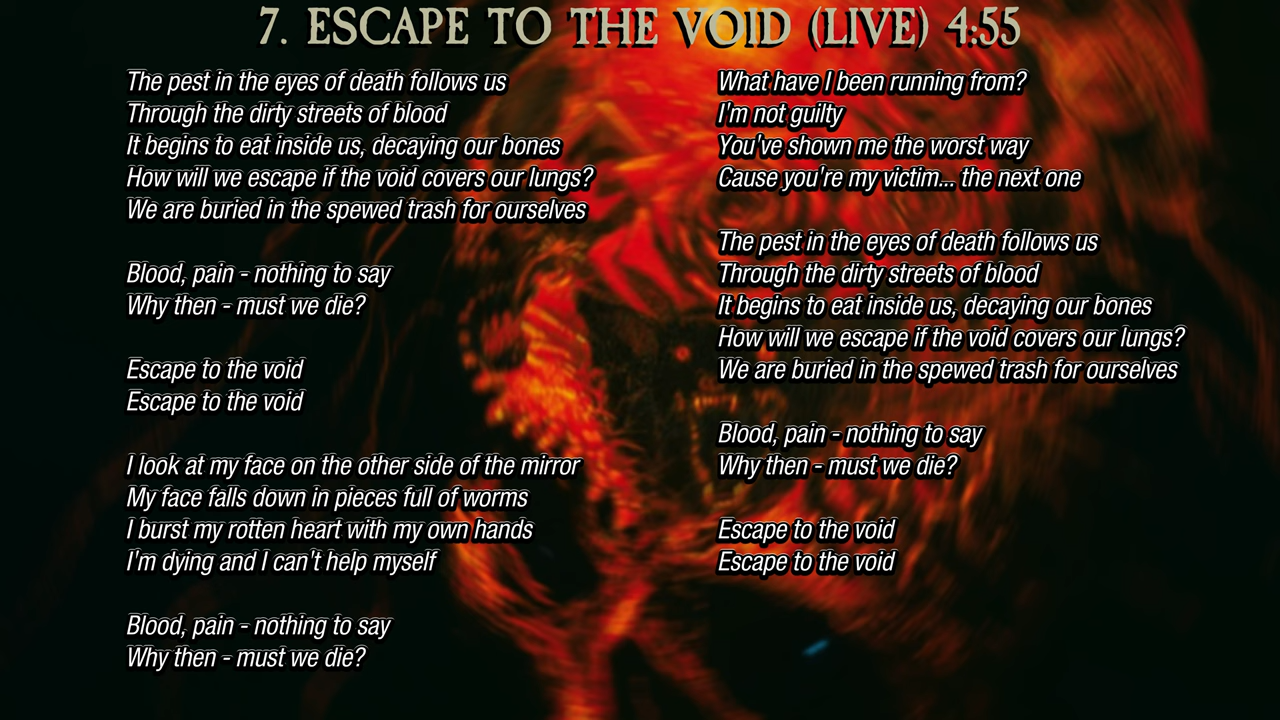 7. ESCAPE TO THE VOID (LIVE) 4:55
The pest in the eyes of death follows us
Through the dirty streets of blood
It begins to eat inside us, decaying our bones
How will we escape if the void covers our lungs?
We are buried in the spewed trash for ourselves
Blood, pain - nothing to say
Why then - must we die?
Escape to the void
Escape to the void
I look at my face on the other side of the mirror
My face falls down in pieces full of worms
I burst my rotten heart with my own hands
I'm dying and I can't help myself
Blood, pain - nothing to say
Why then - must we die?
What have I been running from?
I'm not guilty
You've shown me the worst way
Cause you're my victim... the next one
The pest in the eyes of death follows us
Through the dirty streets of blood
It begins to eat inside us, decaying our bones
How will we escape if the void covers our lungs?
We are buried in the spewed trash for ourselves
Blood, pain - nothing to say
Why then - must we die?
Escape to the void
Escape to the void